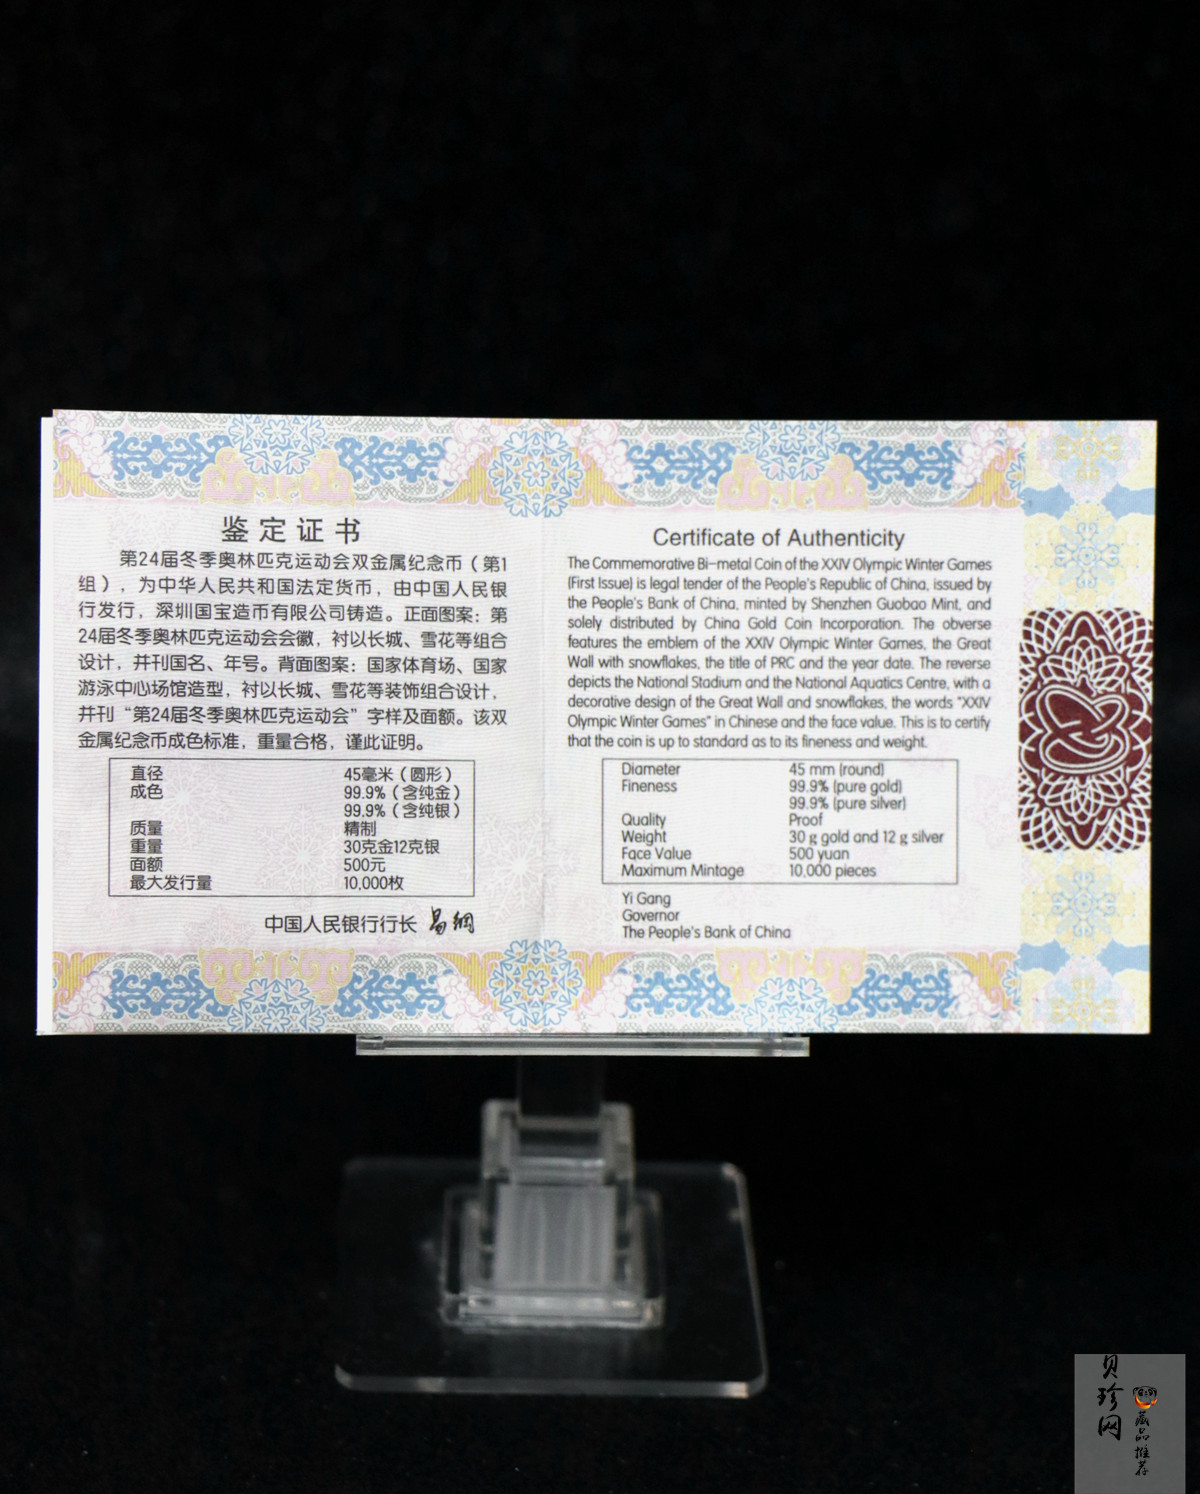 鉴定证书
第24届冬季奥林匹克运动会双金属纪念币（第1
组），为中华人民共和国法定货币，由中国人民银
行发行，深圳国宝造币有限公司铸造。正面图案：第
24届冬季奥林匹克运动会会徽，衬以长城、雪花等组合
设计，并刊国名、年号。背面图案：国家体育场、国家
游泳中心场馆造型，衬以长城、雪花等装饰组合设计，
并刊“第24届冬季奥林匹克运动会”字样及面额。该双
金属纪念币成色标准，重量合格，谨此证明。
直径 45毫米（圆形）
成色 99.9%（含纯金）
99.9%（含纯银）
质量 精制
重量 30克金12克银
面额 500元
最大发行量 10,000枚
中国人民银行行长 易纲
Certificate of Authenticity
The Commemorative Bi-metal Coin of the XXIV Olympic Winter Games
(First Issue) is legal tender of the People's Republic of China, issued by
the People's Bank of China, minted by Shenzhen Guobao Mint, and
solely distributed by China Gold Coin Incorporation. The obverse
features the emblem of the XXIV Olympic Winter Games, the Great
Wall with snowflakes, the title of PRC and the year date. The reverse
depicts the National Stadium and the National Aquatics Centre, with a
decorative design of the Great Wall and snowflakes, the words "XXIV
Olympic Winter Games" in Chinese and the face value. This is to certify
that the coin is up to standard as to its fineness and weight.
Diameter 45 mm (round)
Fineness 99.9% (pure gold)
99.9% (pure silver)
Quality Proof
Weight 30 g gold and 12 g silver
Face Value 500 yuan
Maximum Mintage 10,000 pieces
Yi Gang
Governor
The People's Bank of China
贝珍网
藏品推荐